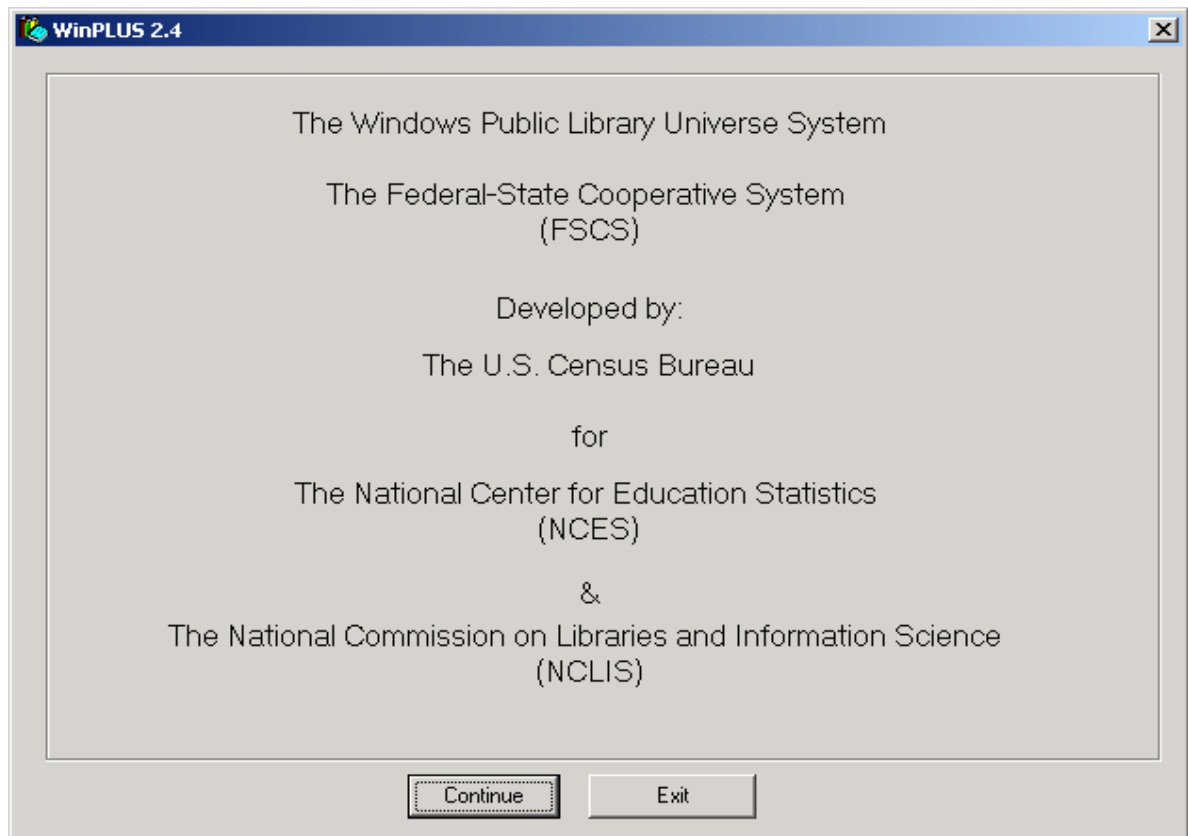 WinPLUS 2.4
The Windows Public Library Universe System
The Federal-State Cooperative System
(FSCS)
Developed by:
The U.S. Census Bureau
for
The National Center for Education Statistics
(NCES)
&
The National Commission on Libraries and Information Science
(NCLIS)
Continue
Exit